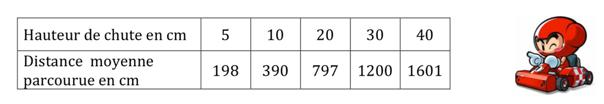 Hauteur de chute en cm 5 10 20 30 40
Distance moyenne
parcourue en cm 198 390 797 1200 1601